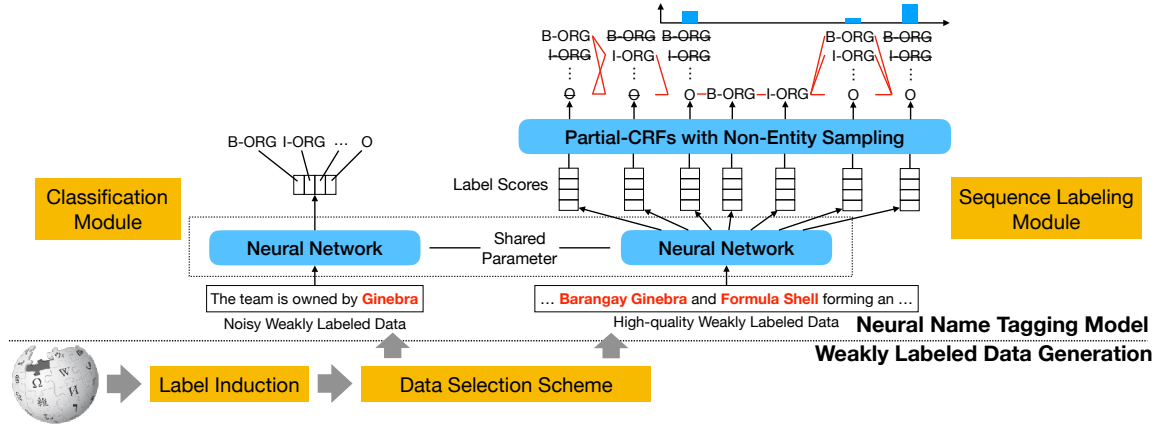 B-ORG B-ORG B-ORG B-ORG B-ORG
I-ORG I-ORG I-ORG I-ORG I-ORG
⋮ ⋮ ⋮ ⋮ ⋮
O O O B-ORG I-ORG O O
Partial-CRFs with Non-Entity Sampling
B-ORG I-ORG … O
Label Scores
Classification
Module
Sequence Labeling
Module
Neural Network
Shared
Parameter
Neural Network
The team is owned by Ginebra
… Barangay Ginebra and Formula Shell forming an …
Noisy Weakly Labeled Data
High-quality Weakly Labeled Data
Neural Name Tagging Model
Weakly Labeled Data Generation
Label Induction
Data Selection Scheme